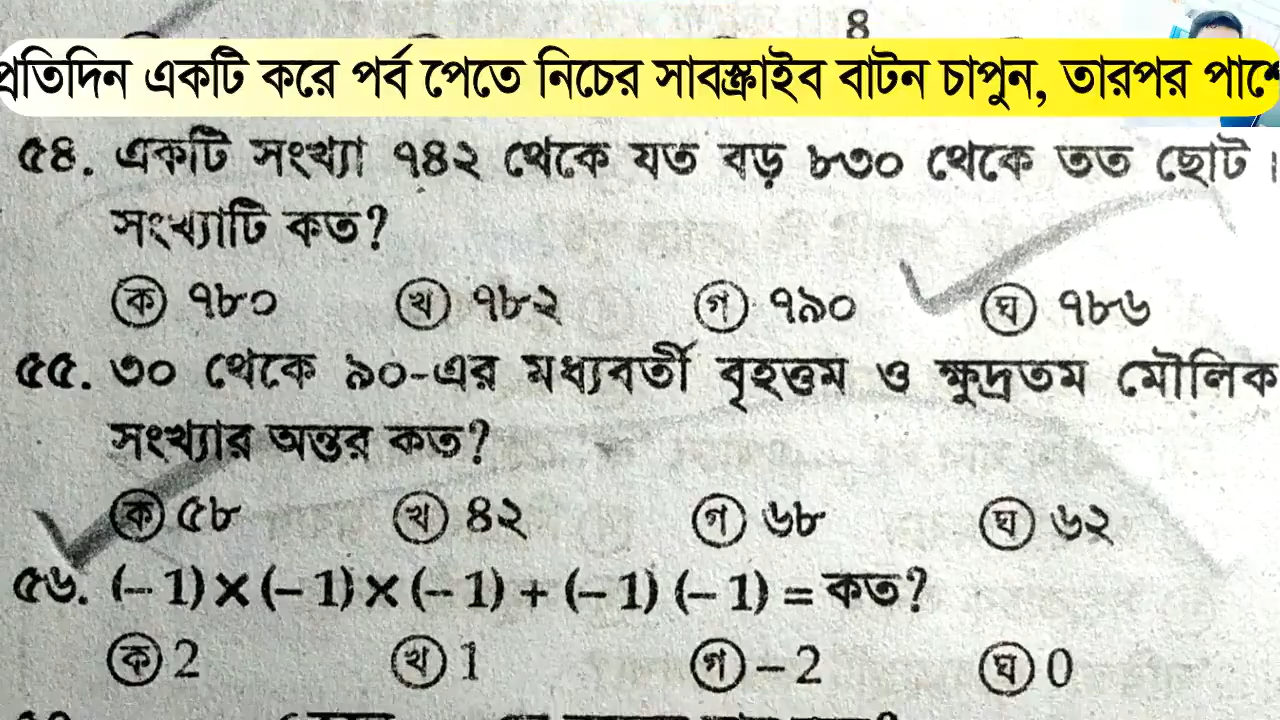 8
প্রতিদিন একটি করে পর্ব পেতে নিচের সাবস্ক্রাইব বাটন চাপুন, তারপর পাশে
৫৪. একটি সংখ্যা ৭৪২ থেকে যত বড় ৮৩০ থেকে তত ছোট।
সংখ্যাটি কত?
ক ৭৮০ খ ৭৮২ গ ৭৯০ ঘ ৭৮৬
৫৫. ৩০ থেকে ৯০-এর মধ্যবর্তী বৃহত্তম ও ক্ষুদ্রতম মৌলিক
সংখ্যার অন্তর কত?
ক ৫৮ খ ৪২ গ ৬৮ ঘ ৬২
৫৬. (– 1) × (– 1) × (– 1) + (– 1) (– 1) = কত?
ক 2 খ 1 গ – 2 ঘ 0